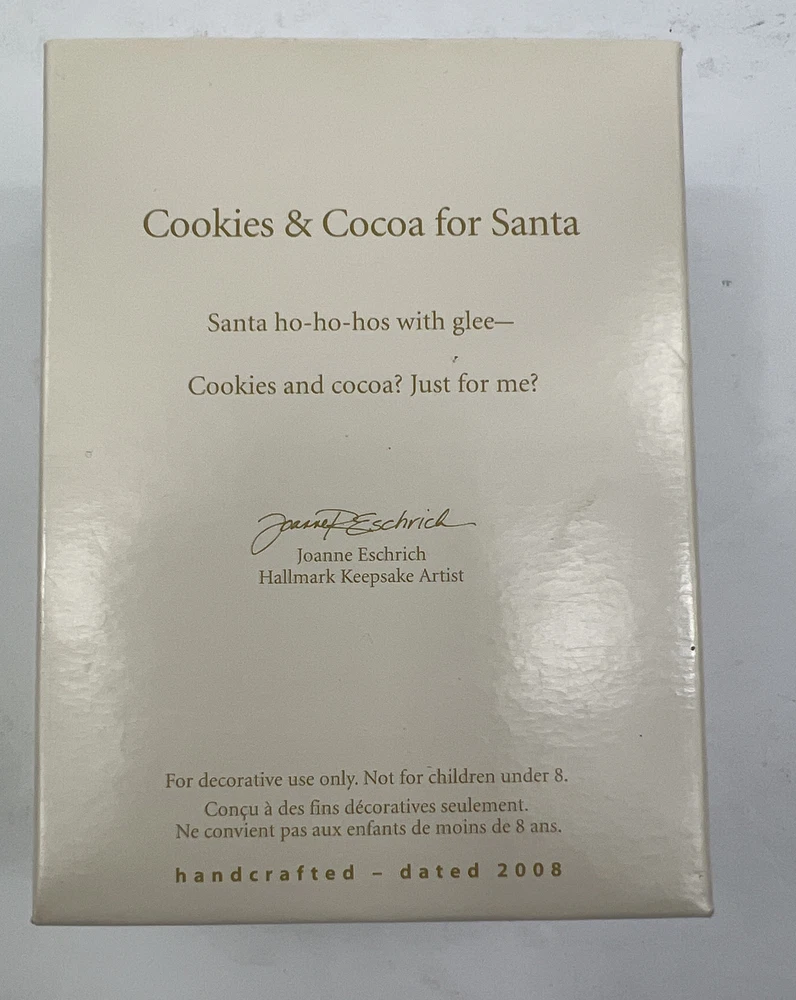 Cookies & Cocoa for Santa
Santa ho-ho-hos with glee—
Cookies and cocoa? Just for me?
Joanne R Eschrich
Joanne Eschrich
Hallmark Keepsake Artist
For decorative use only. Not for children under 8.
Conçu à des fins décoratives seulement.
Ne convient pas aux enfants de moins de 8 ans.
handcrafted – dated 2008